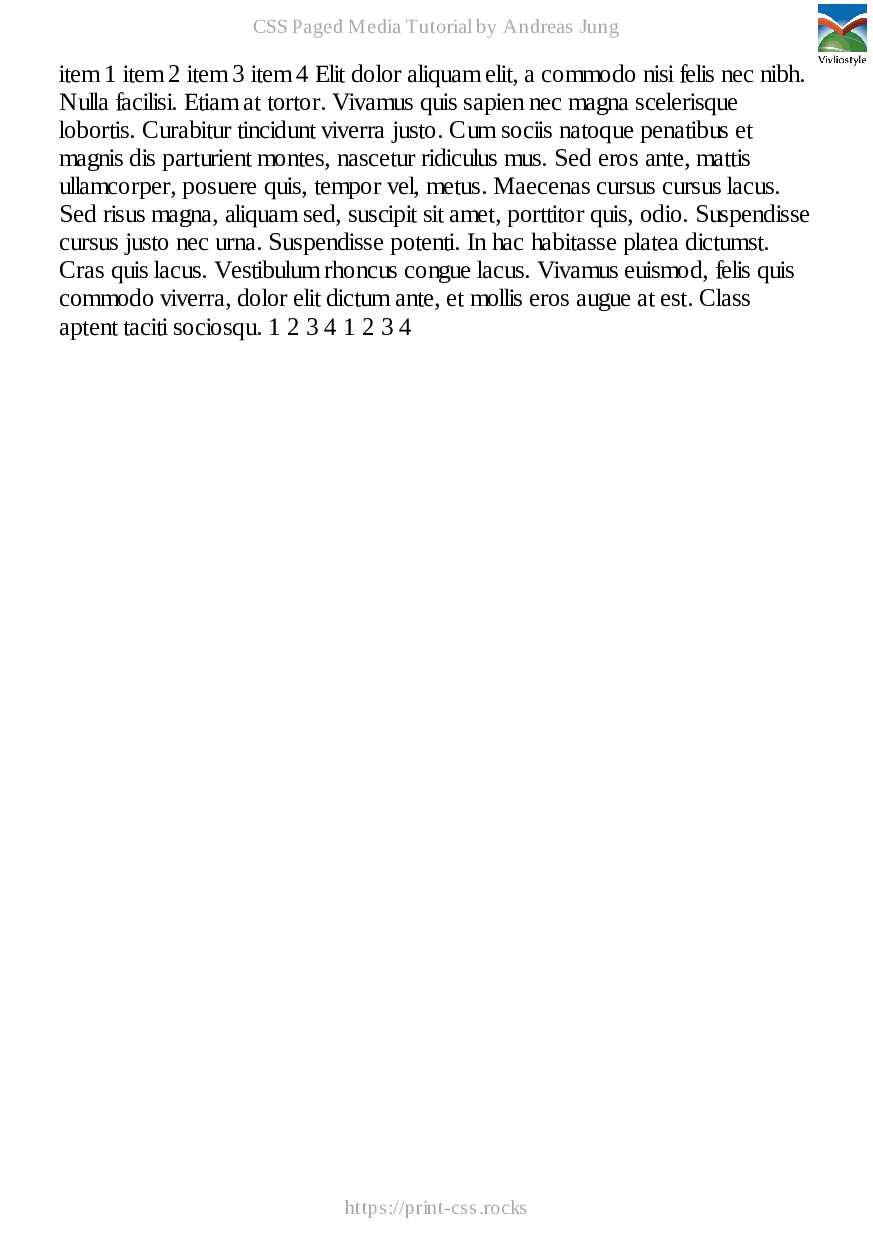 CSS Paged Media Tutorial by Andreas Jung
Vivliostyle
item 1 item 2 item 3 item 4 Elit dolor aliquam elit, a commodo nisi felis nec nibh.
Nulla facilisi. Etiam at tortor. Vivamus quis sapien nec magna scelerisque
lobortis. Curabitur tincidunt viverra justo. Cum sociis natoque penatibus et
magnis dis parturient montes, nascetur ridiculus mus. Sed eros ante, mattis
ullamcorper, posuere quis, tempor vel, metus. Maecenas cursus cursus lacus.
Sed risus magna, aliquam sed, suscipit sit amet, porttitor quis, odio. Suspendisse
cursus justo nec urna. Suspendisse potenti. In hac habitasse platea dictumst.
Cras quis lacus. Vestibulum rhoncus congue lacus. Vivamus euismod, felis quis
commodo viverra, dolor elit dictum ante, et mollis eros augue at est. Class
aptent taciti sociosqu. 1 2 3 4 1 2 3 4
https://print-css.rocks